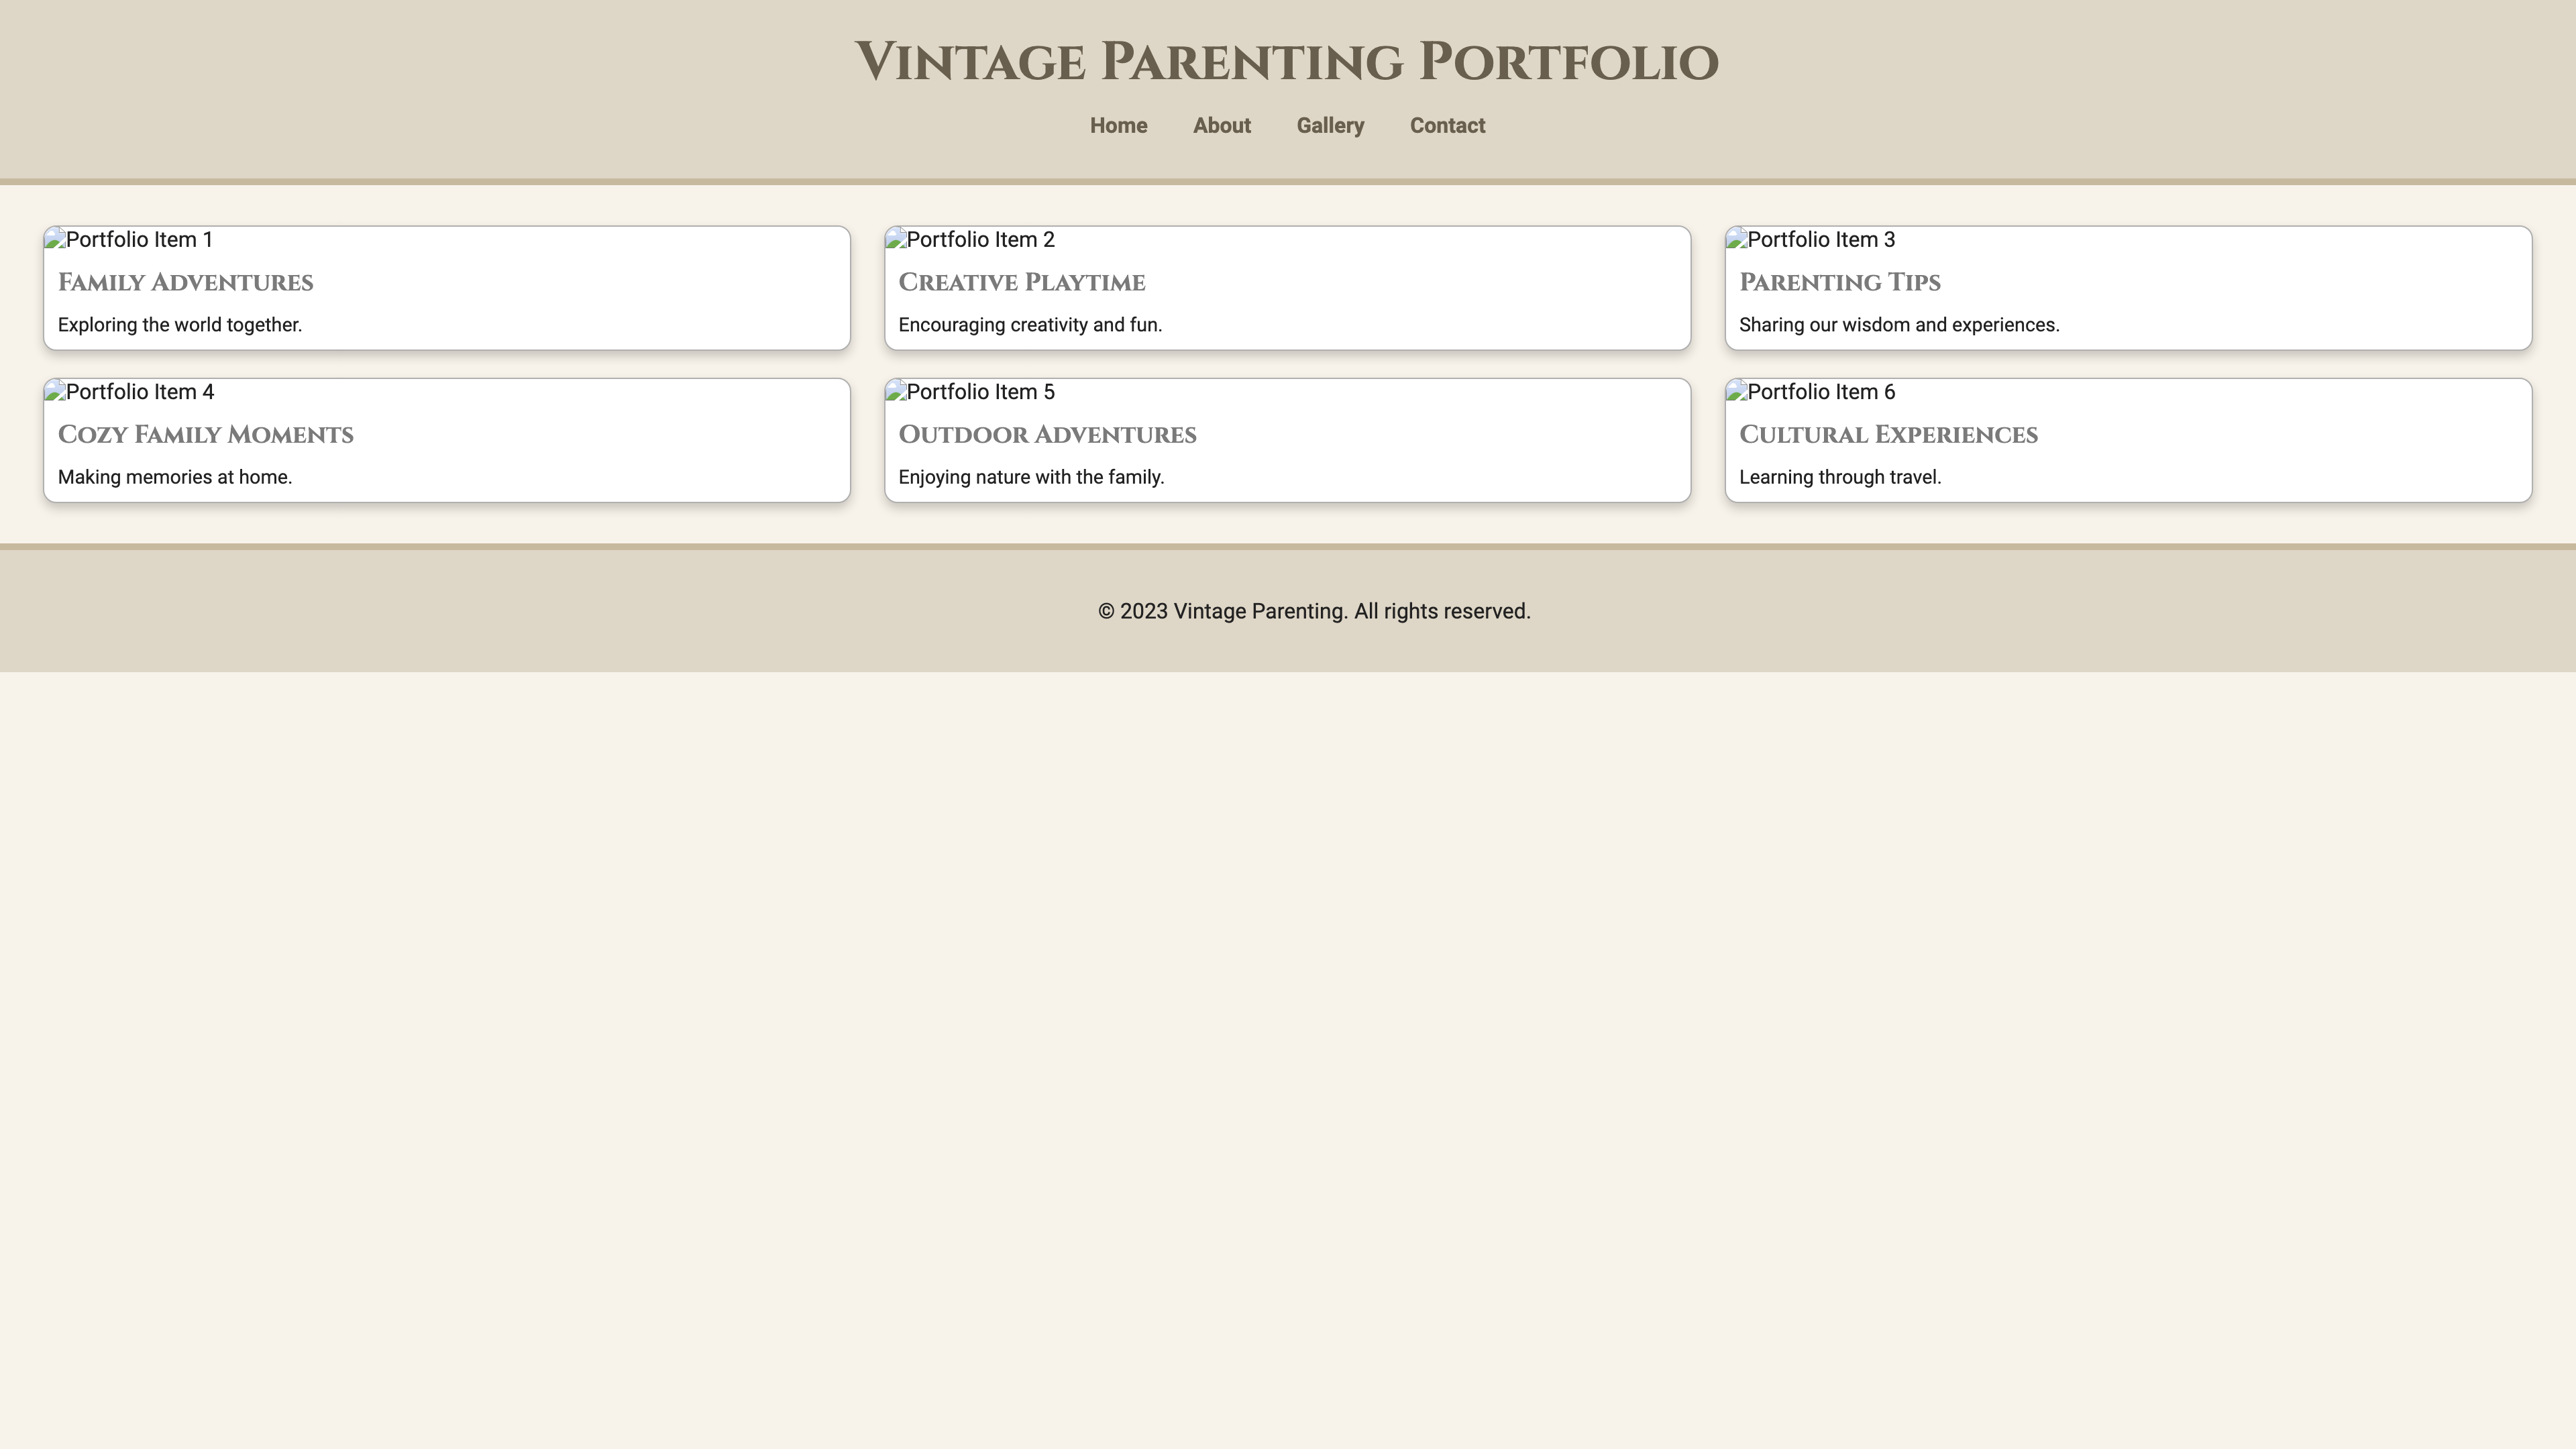 Vintage Parenting Portfolio
Home About Gallery Contact
Portfolio Item 1
Family Adventures
Exploring the world together.
Portfolio Item 2
Creative Playtime
Encouraging creativity and fun.
Portfolio Item 3
Parenting Tips
Sharing our wisdom and experiences.
Portfolio Item 4
Cozy Family Moments
Making memories at home.
Portfolio Item 5
Outdoor Adventures
Enjoying nature with the family.
Portfolio Item 6
Cultural Experiences
Learning through travel.
© 2023 Vintage Parenting. All rights reserved.